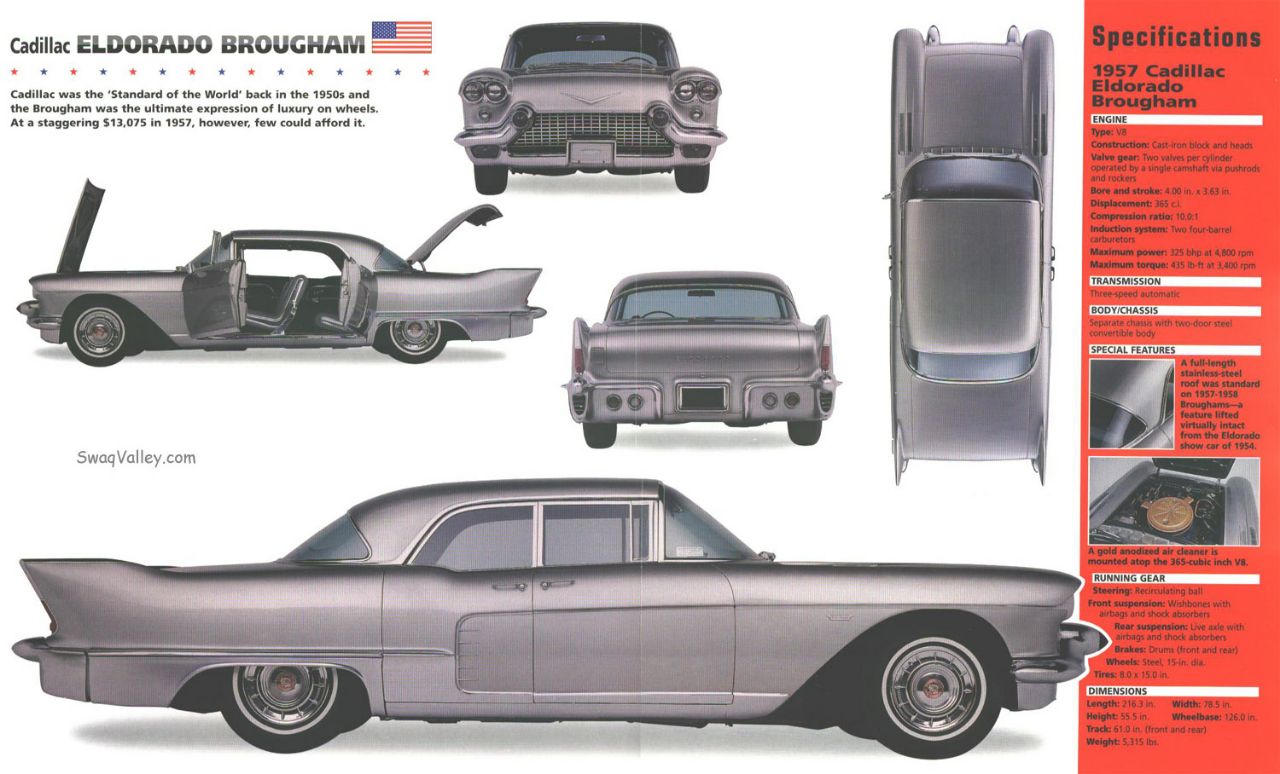 Cadillac ELDORADO BROUGHAM
Cadillac was the 'Standard of the World' back in the 1950s and
the Brougham was the ultimate expression of luxury on wheels.
At a staggering $13,075 in 1957, however, few could afford it.
SwaqValley.com
Specifications
1957 Cadillac
Eldorado
Brougham
ENGINE
Type: V8
Construction: Cast-iron block and heads
Valve gear: Two valves per cylinder
operated by a single camshaft via pushrods
and rockers
Bore and stroke: 4.00 in. x 3.63 in.
Displacement: 365 c.i.
Compression ratio: 10.0:1
Induction system: Two four-barrel
carburetors
Maximum power: 325 bhp at 4,800 rpm
Maximum torque: 435 lb-ft at 3,400 rpm
TRANSMISSION
Three-speed automatic
BODY/CHASSIS
Separate chassis with two-door steel
convertible body
SPECIAL FEATURES
A full-length
stainless-steel
roof was standard
on 1957-1958
Broughams—a
feature lifted
virtually intact
from the Eldorado
show car of 1954.
A gold anodized air cleaner is
mounted atop the 365-cubic inch V8.
RUNNING GEAR
Steering: Recirculating ball
Front suspension: Wishbones with
airbags and shock absorbers
Rear suspension: Live axle with
airbags and shock absorbers
Brakes: Drums (front and rear)
Wheels: Steel, 15-in. dia.
Tires: 8.0 x 15.0 in.
DIMENSIONS
Length: 216.3 in. Width: 78.5 in.
Height: 55.5 in. Wheelbase: 126.0 in.
Track: 61.0 in. (front and rear)
Weight: 5,315 lbs.